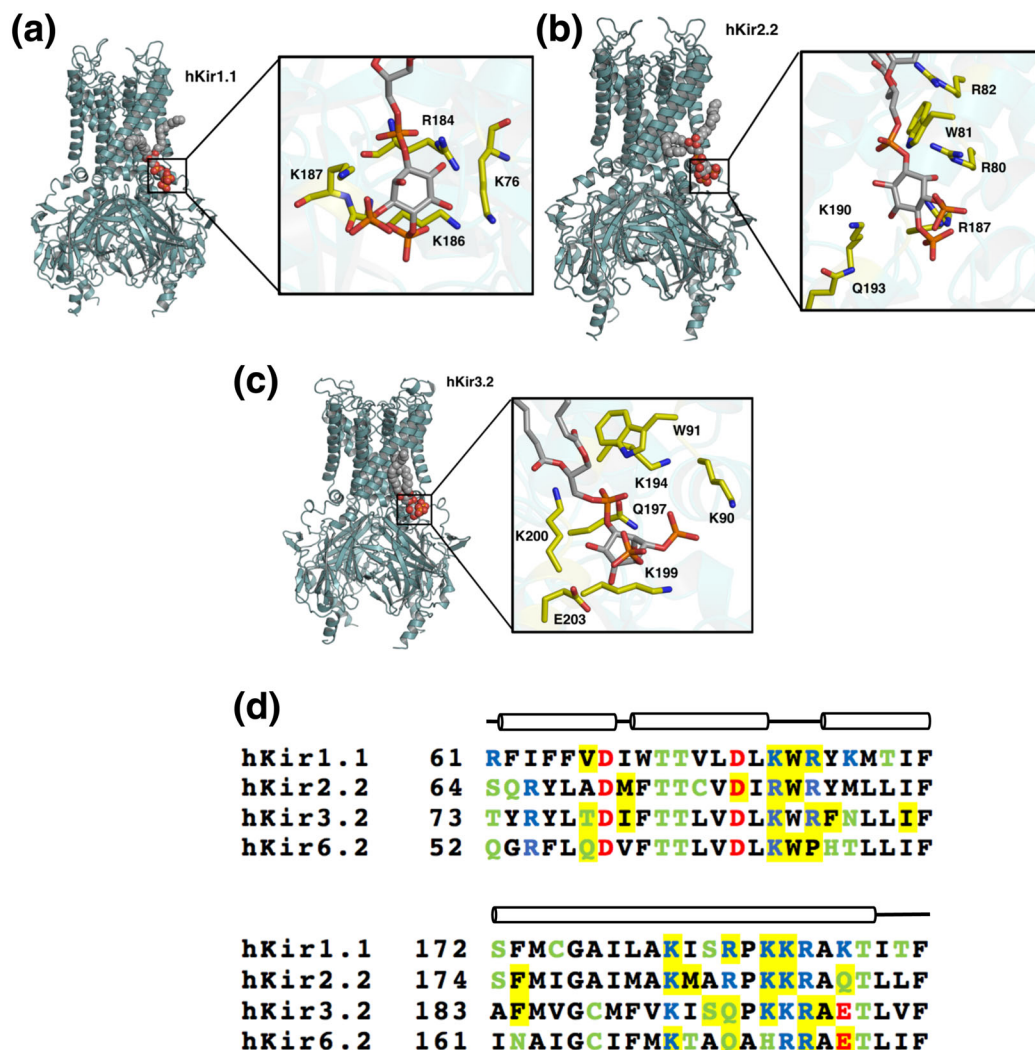 (a)
hKir1.1
R184
K187
K76
K186
(b)
hKir2.2
R82
W81
R80
K190
R187
Q193
(c)
hKir3.2
W91
K194
K90
Q197
K200
K199
E203
(d)
hKir1.1 61 RFIFFVDIWTTVLDLKWRYKMTIF
hKir2.2 64 SQRYLADMFTTCVDIRWRYMLLIF
hKir3.2 73 TYRYLTDIFTTLVDLKWRFNLLIF
hKir6.2 52 QGRFLQDVFTTLVDLKWPHTLLIF
hKir1.1 172 SFMCGAILAKISRPKKRAKTITF
hKir2.2 174 SFMIGAIMAKMARPKKRAQTLLF
hKir3.2 183 AFMVGCMFVKISQPKKRAETLVF
hKir6.2 161 INAIGCIFMKTAQAHRRAETLIF